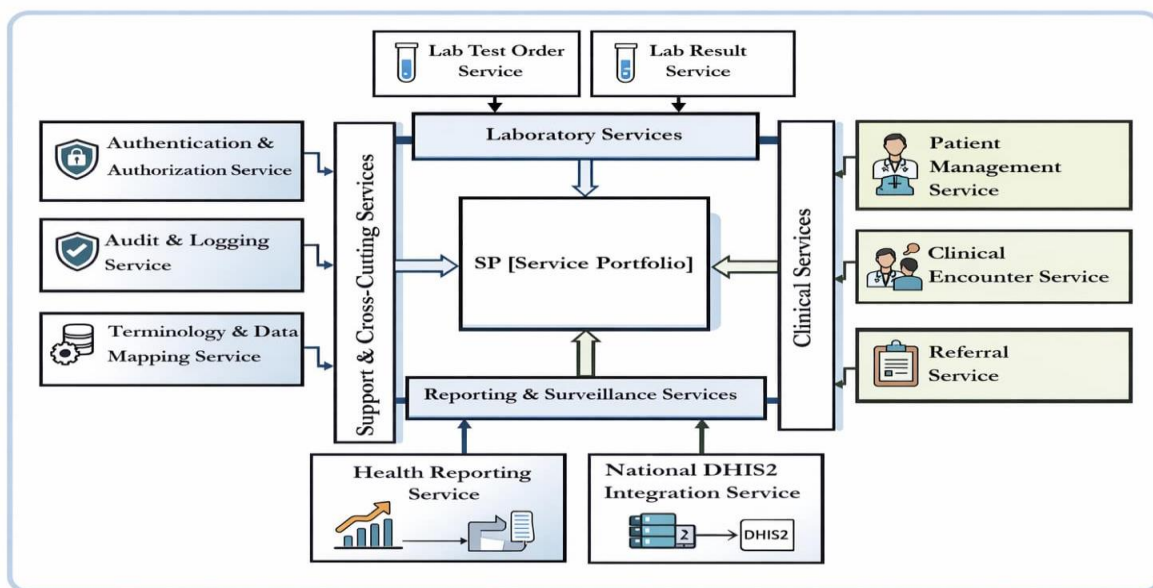 Lab Test Order
Service
Lab Result
Service
Laboratory Services
Authentication &
Authorization Service
Audit & Logging
Service
Terminology & Data
Mapping Service
Support & Cross-Cutting Services
SP [Service Portfolio]
Clinical Services
Patient
Management
Service
Clinical
Encounter Service
Referral
Service
Reporting & Surveillance Services
Health Reporting
Service
National DHIS2
Integration Service
2
DHIS2